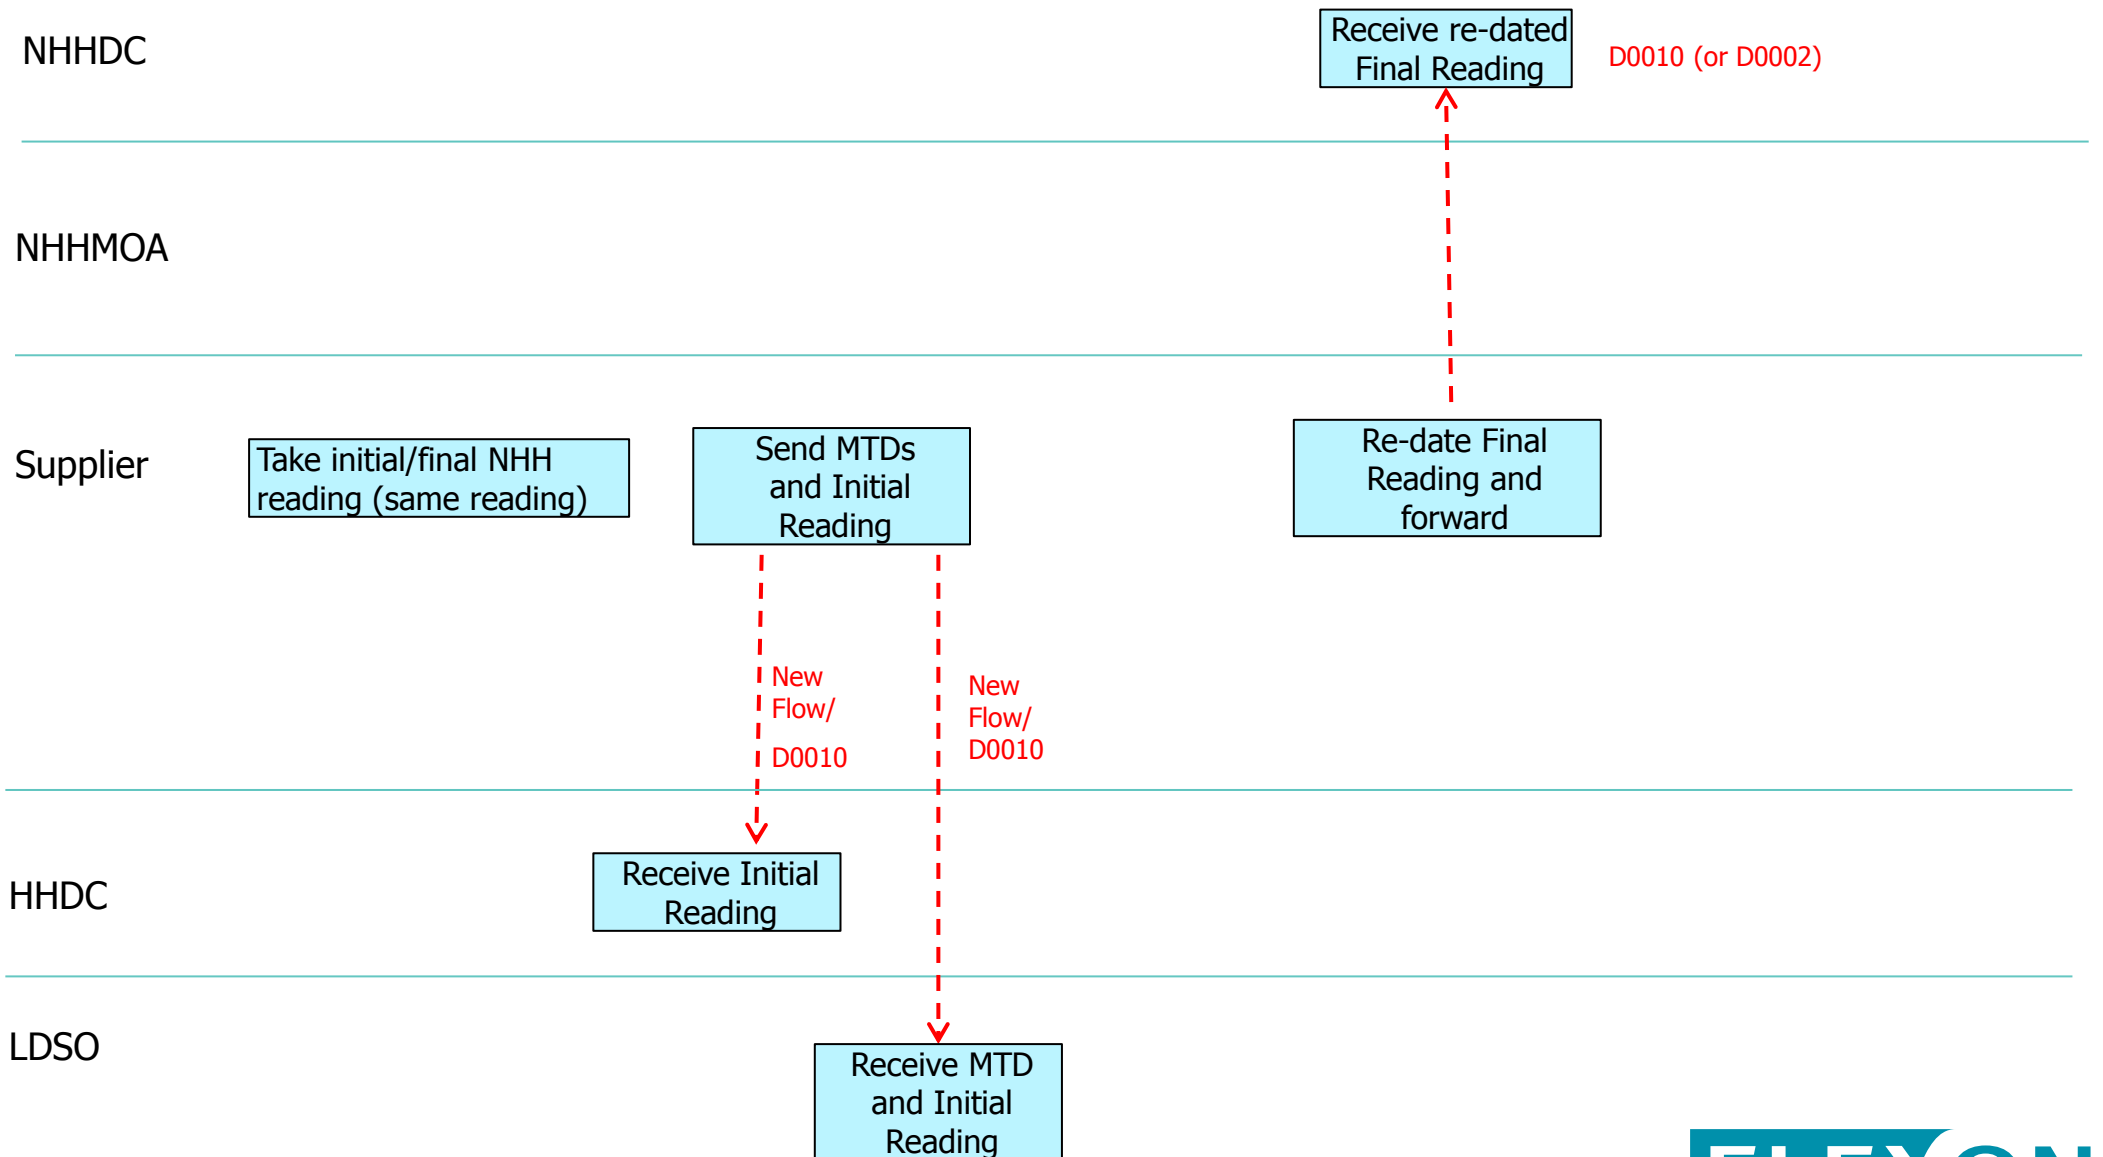 NHHDC
Receive re-dated
Final Reading
D0010 (or D0002)
NHHMOA
Supplier
Take initial/final NHH
reading (same reading)
Send MTDs
and Initial
Reading
Re-date Final
Reading and
forward
New
Flow/
D0010
New
Flow/
D0010
HHDC
Receive Initial
Reading
LDSO
Receive MTD
and Initial
Reading
ELEXON